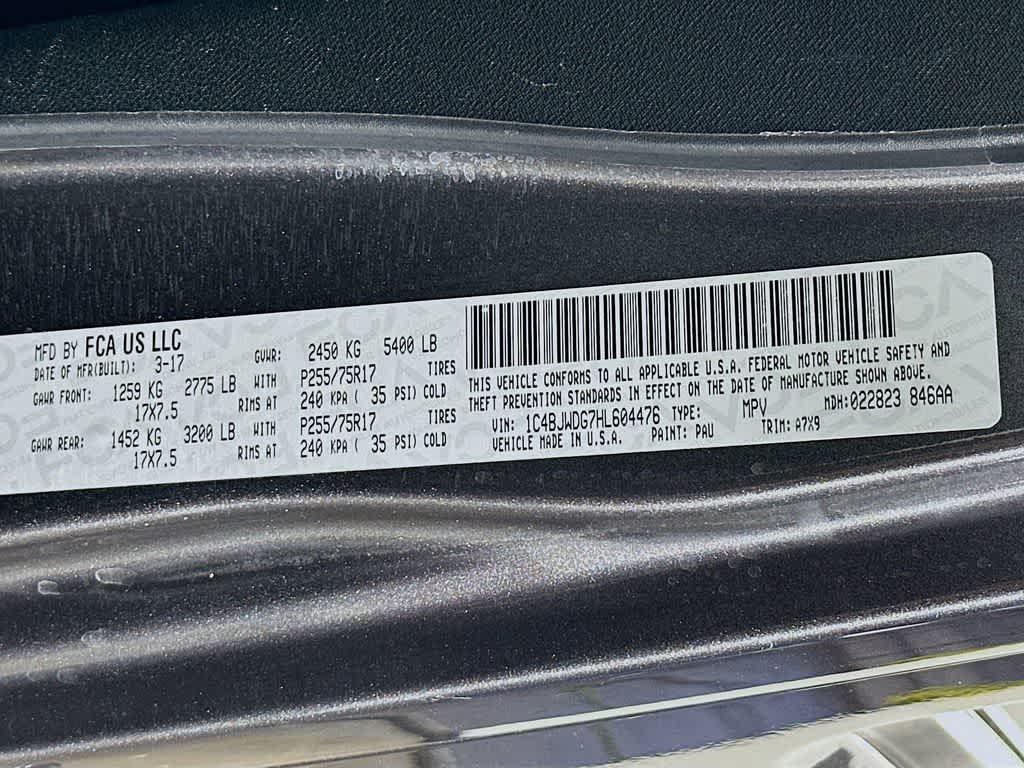 MFD BY FCA US LLC
DATE OF MFR(BUILT): 3-17 GVWR: 2450 KG 5400 LB
GAWR FRONT: 1259 KG 2775 LB WITH P255/75R17 TIRES
17X7.5 RIMS AT 240 KPA ( 35 PSI) COLD
GAWR REAR: 1452 KG 3200 LB WITH P255/75R17 TIRES
17X7.5 RIMS AT 240 KPA ( 35 PSI) COLD
THIS VEHICLE CONFORMS TO ALL APPLICABLE U.S.A. FEDERAL MOTOR VEHICLE SAFETY AND
THEFT PREVENTION STANDARDS IN EFFECT ON THE DATE OF MANUFACTURE SHOWN ABOVE.
VIN: 1C4BJWDG7HL604476 TYPE: MPV MDH:022823 846AA
VEHICLE MADE IN U.S.A. PAINT: PAU TRIM: A7X9